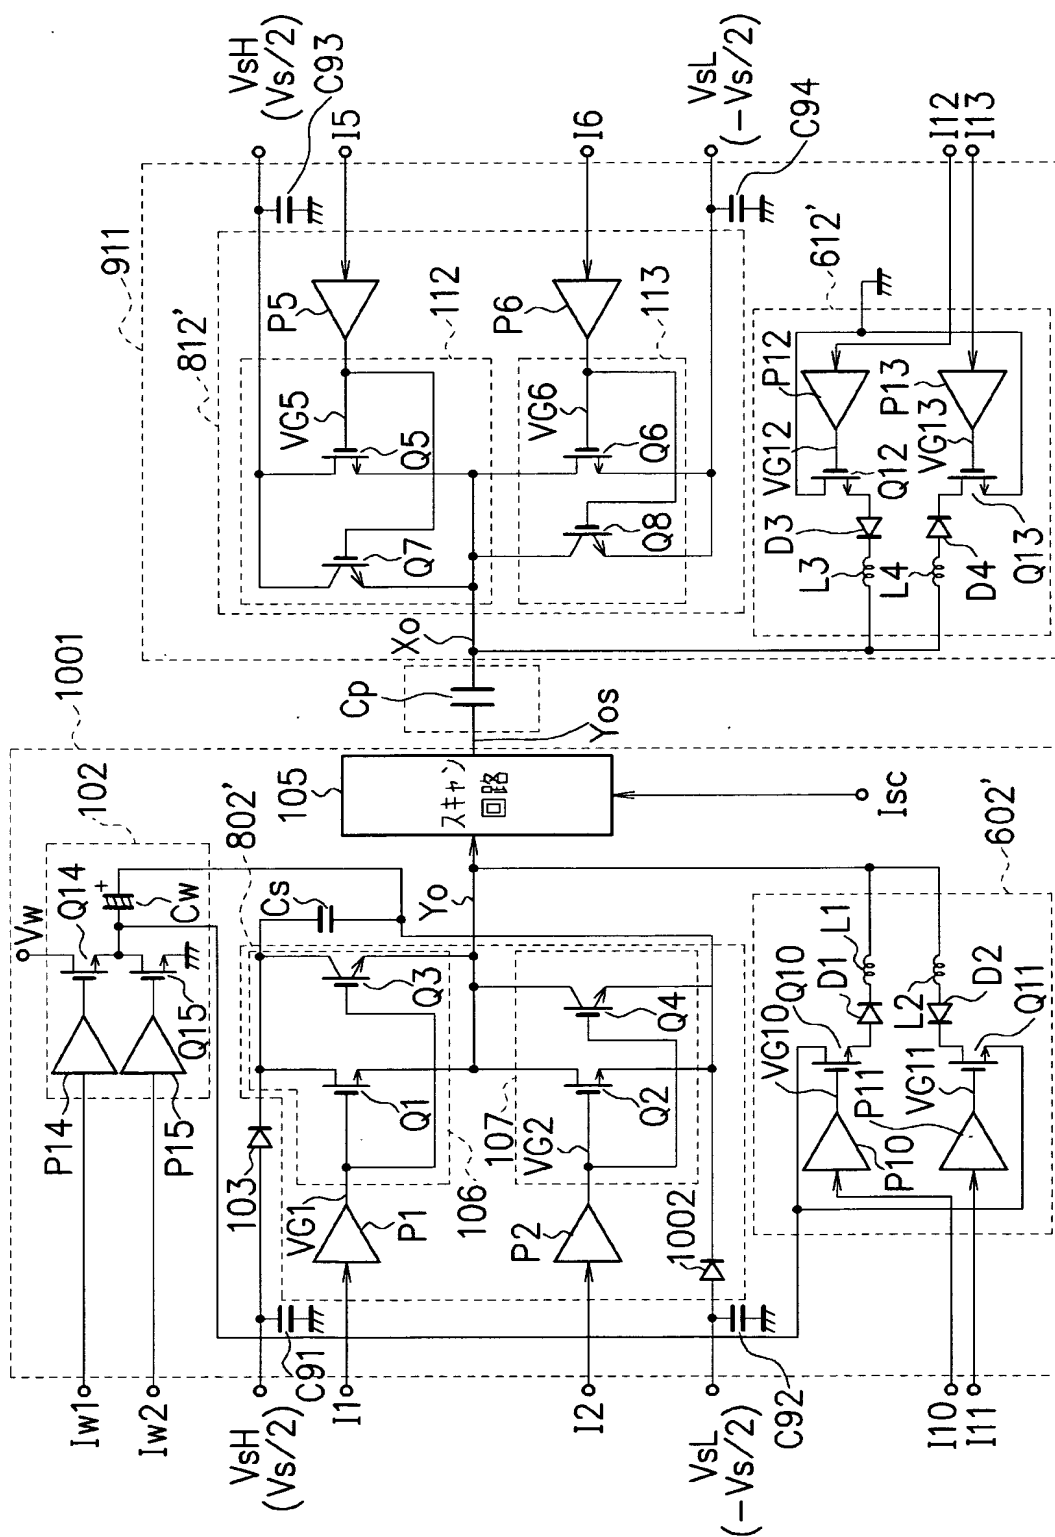 VsH
(Vs/2)
C93
I5
I6
VsL
(-Vs/2)
C94
I12
I13
911
812'
P5
112
P6
113
612'
VG5
Q5
VG6
Q6
Q7
Q8
P12
VG12
Q12
P13
VG13
Q13
D3
L3
L4
D4
Xo
Cp
Yos
1001
102
105
スキャン
回路
Isc
802'
Vw
Q14
Cw
+
Cs
Yo
602'
Q3
Q4
L1
D1
Q10
VG10
L2
D2
Q11
Q15
P14
P15
103
Q1
106
107
VG2
Q2
VG1
P1
P2
1002
P11
VG11
P10
Iw1
Iw2
VsH
(Vs/2)
C91
I1
I2
VsL
(-Vs/2)
C92
I10
I11